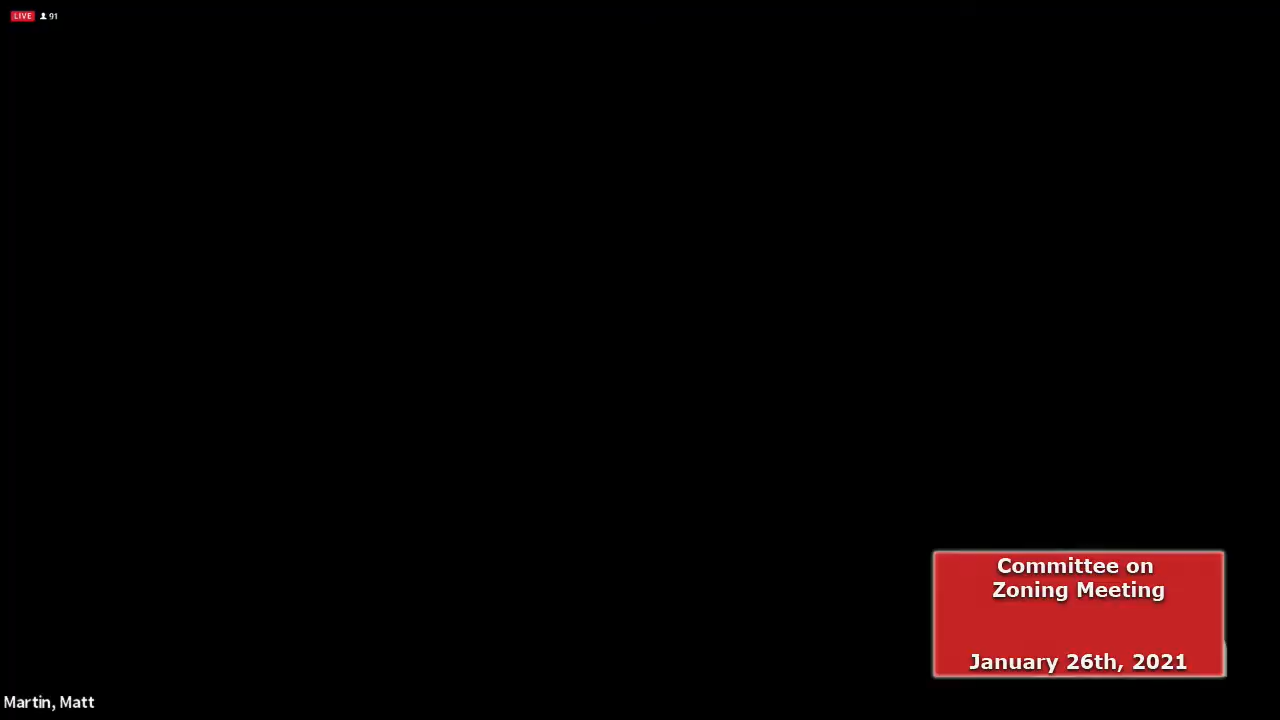 LIVE 91
Committee on
Zoning Meeting
January 26th, 2021
Martin, Matt